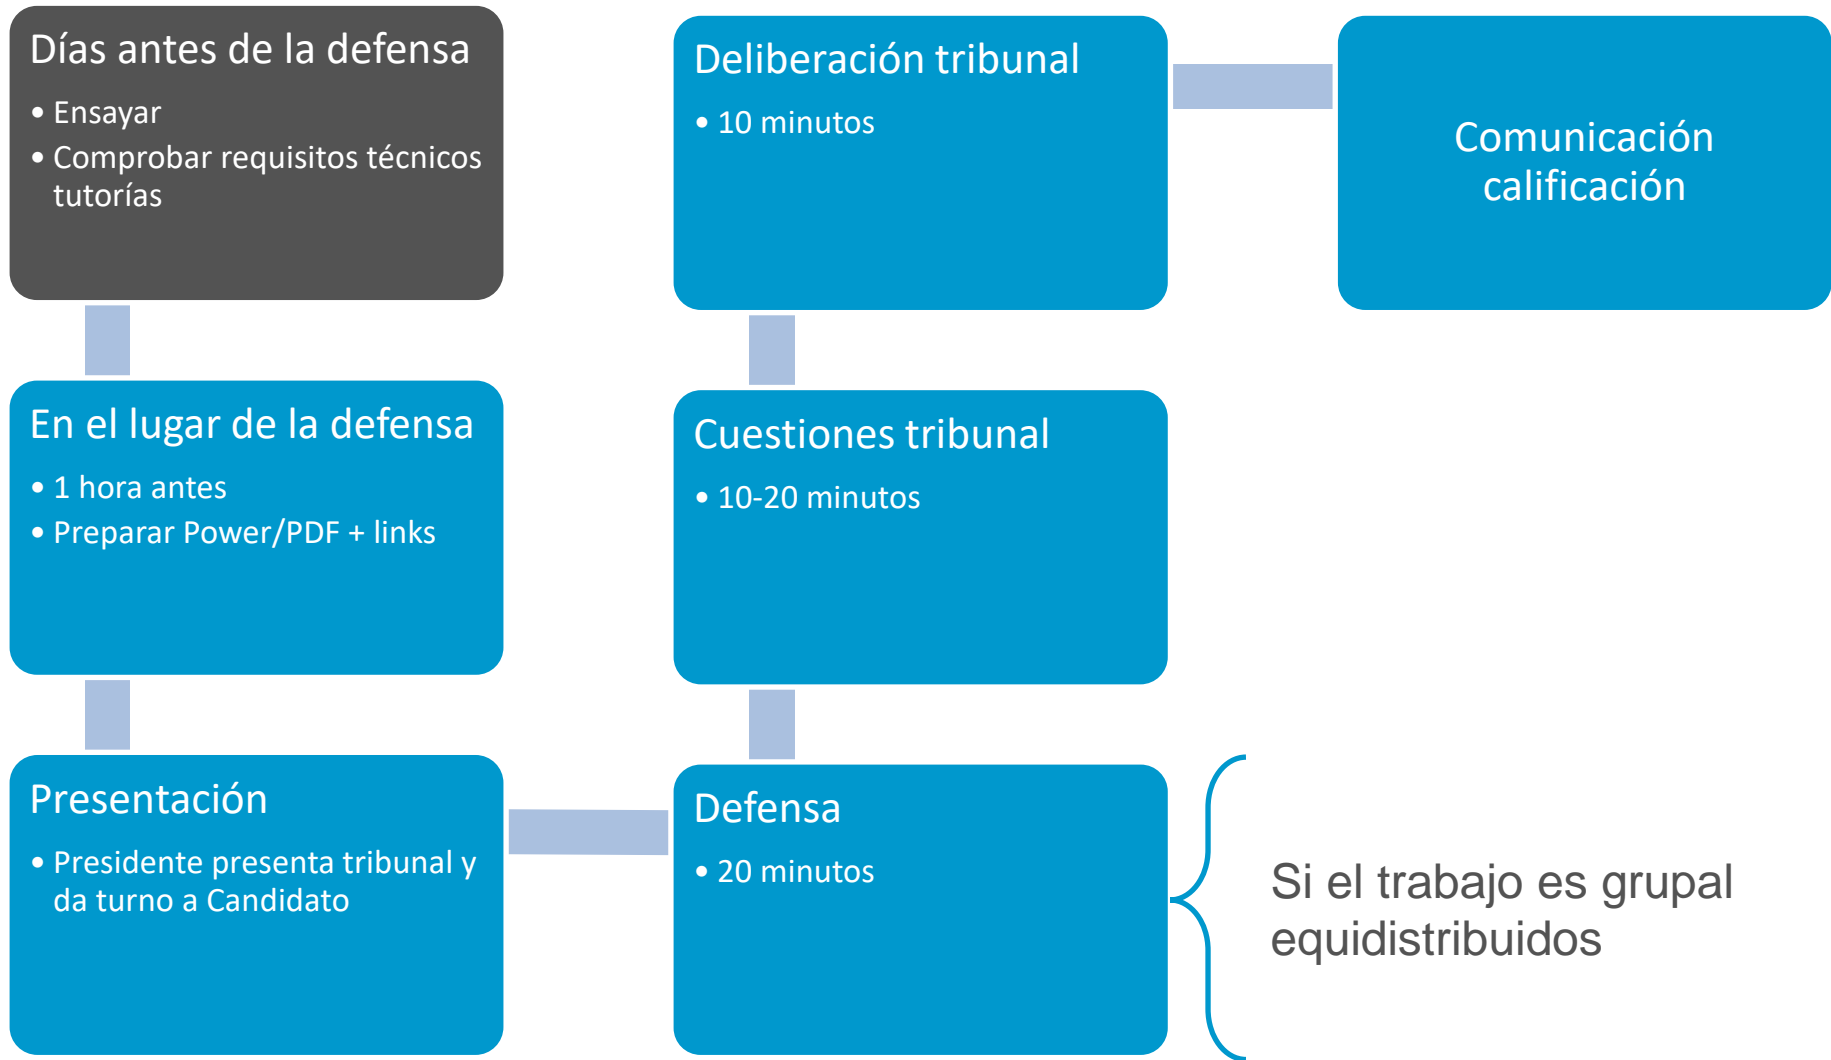 Días antes de la defensa
• Ensayar
• Comprobar requisitos técnicos
tutorías
En el lugar de la defensa
• 1 hora antes
• Preparar Power/PDF + links
Presentación
• Presidente presenta tribunal y
da turno a Candidato
Defensa
• 20 minutos
Si el trabajo es grupal
equidistribuidos
Cuestiones tribunal
• 10-20 minutos
Deliberación tribunal
• 10 minutos
Comunicación
calificación